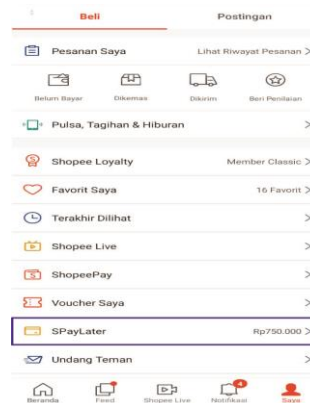 Beli Postingan
Pesanan Saya Lihat Riwayat Pesanan >
Belum Bayar Dikemas Dikirim Beri Penilaian
Pulsa, Tagihan & Hiburan >
Shopee Loyalty Member Classic >
Favorit Saya 16 Favorit >
Terakhir Dilihat >
Shopee Live >
ShopeePay >
Voucher Saya >
SPayLater Rp750.000 >
Undang Teman >
Beranda Feed Shopee Live Notifikasi Saya